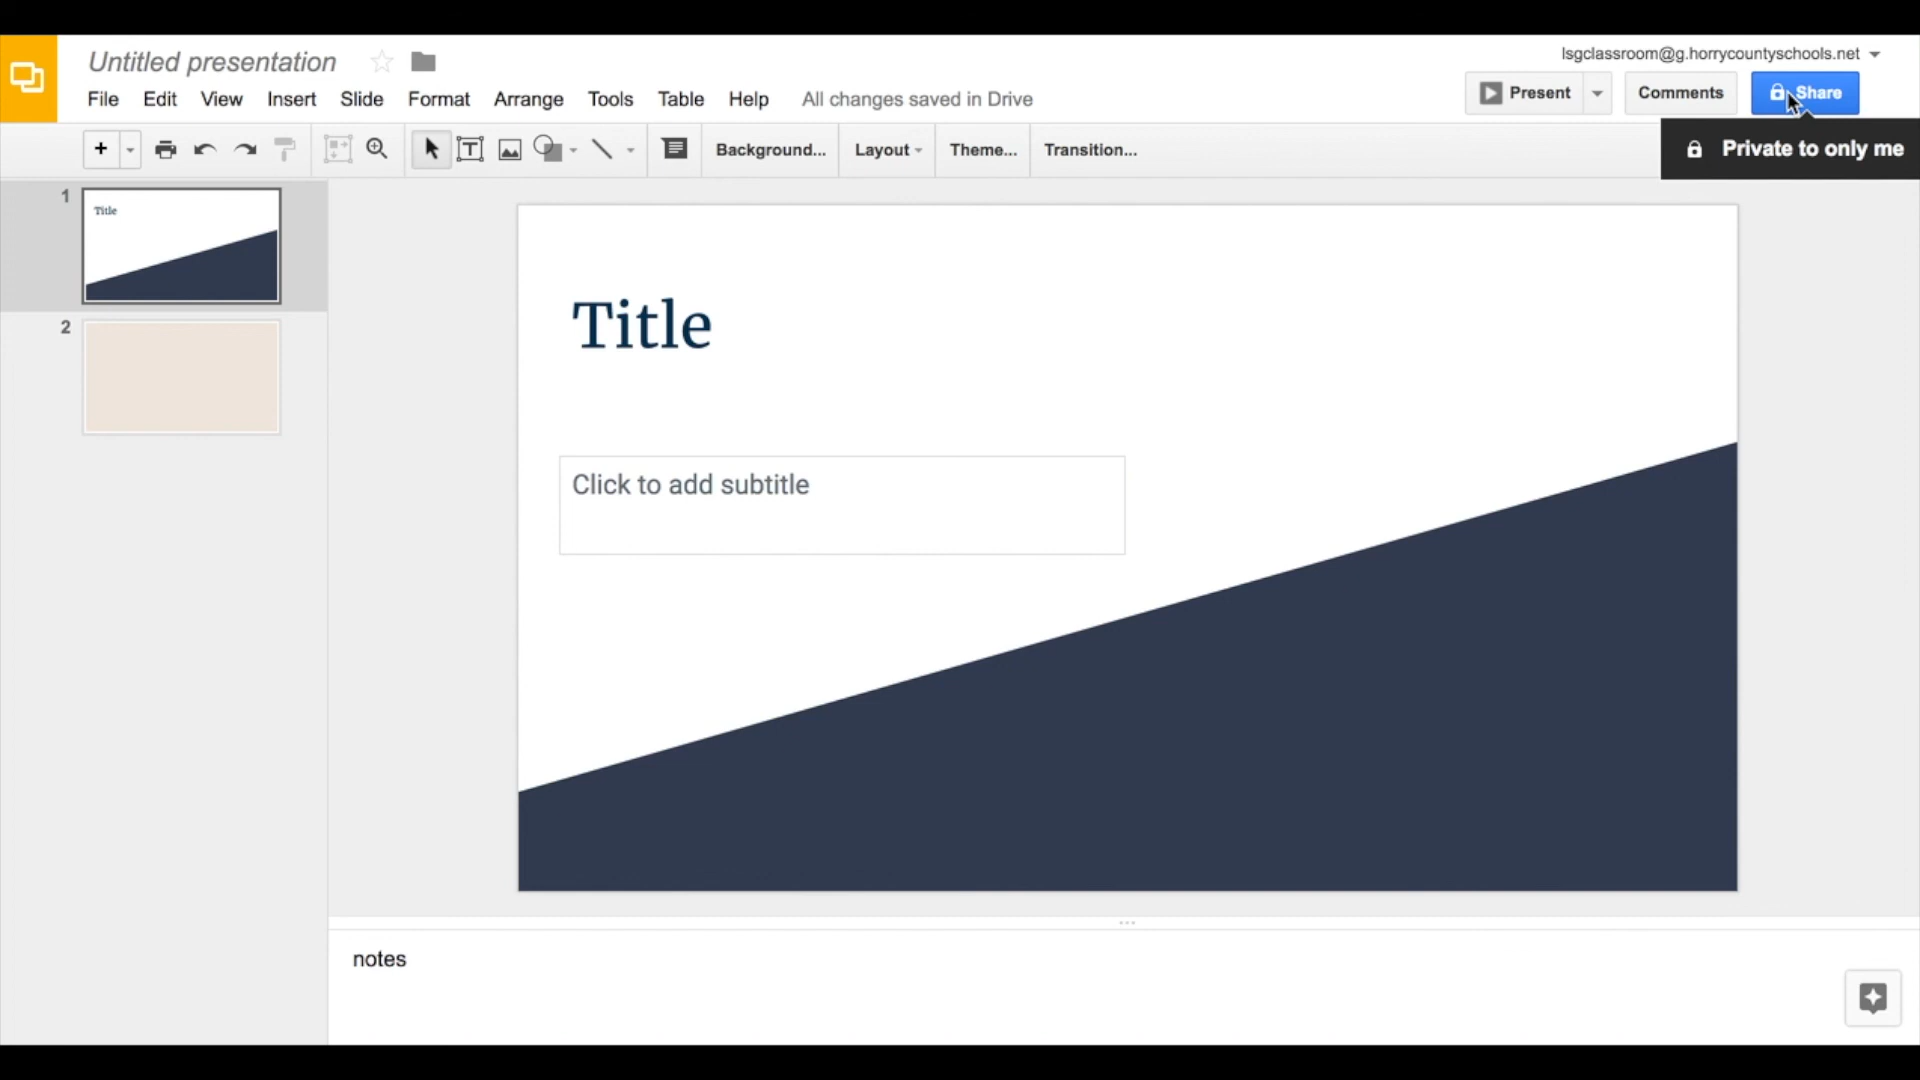 Untitled presentation
lsgclassroom@g.horrycountyschools.net
File Edit View Insert Slide Format Arrange Tools Table Help All changes saved in Drive
Present Comments Share
Private to only me
Background... Layout Theme... Transition...
1
Title
2
Title
Click to add subtitle
notes